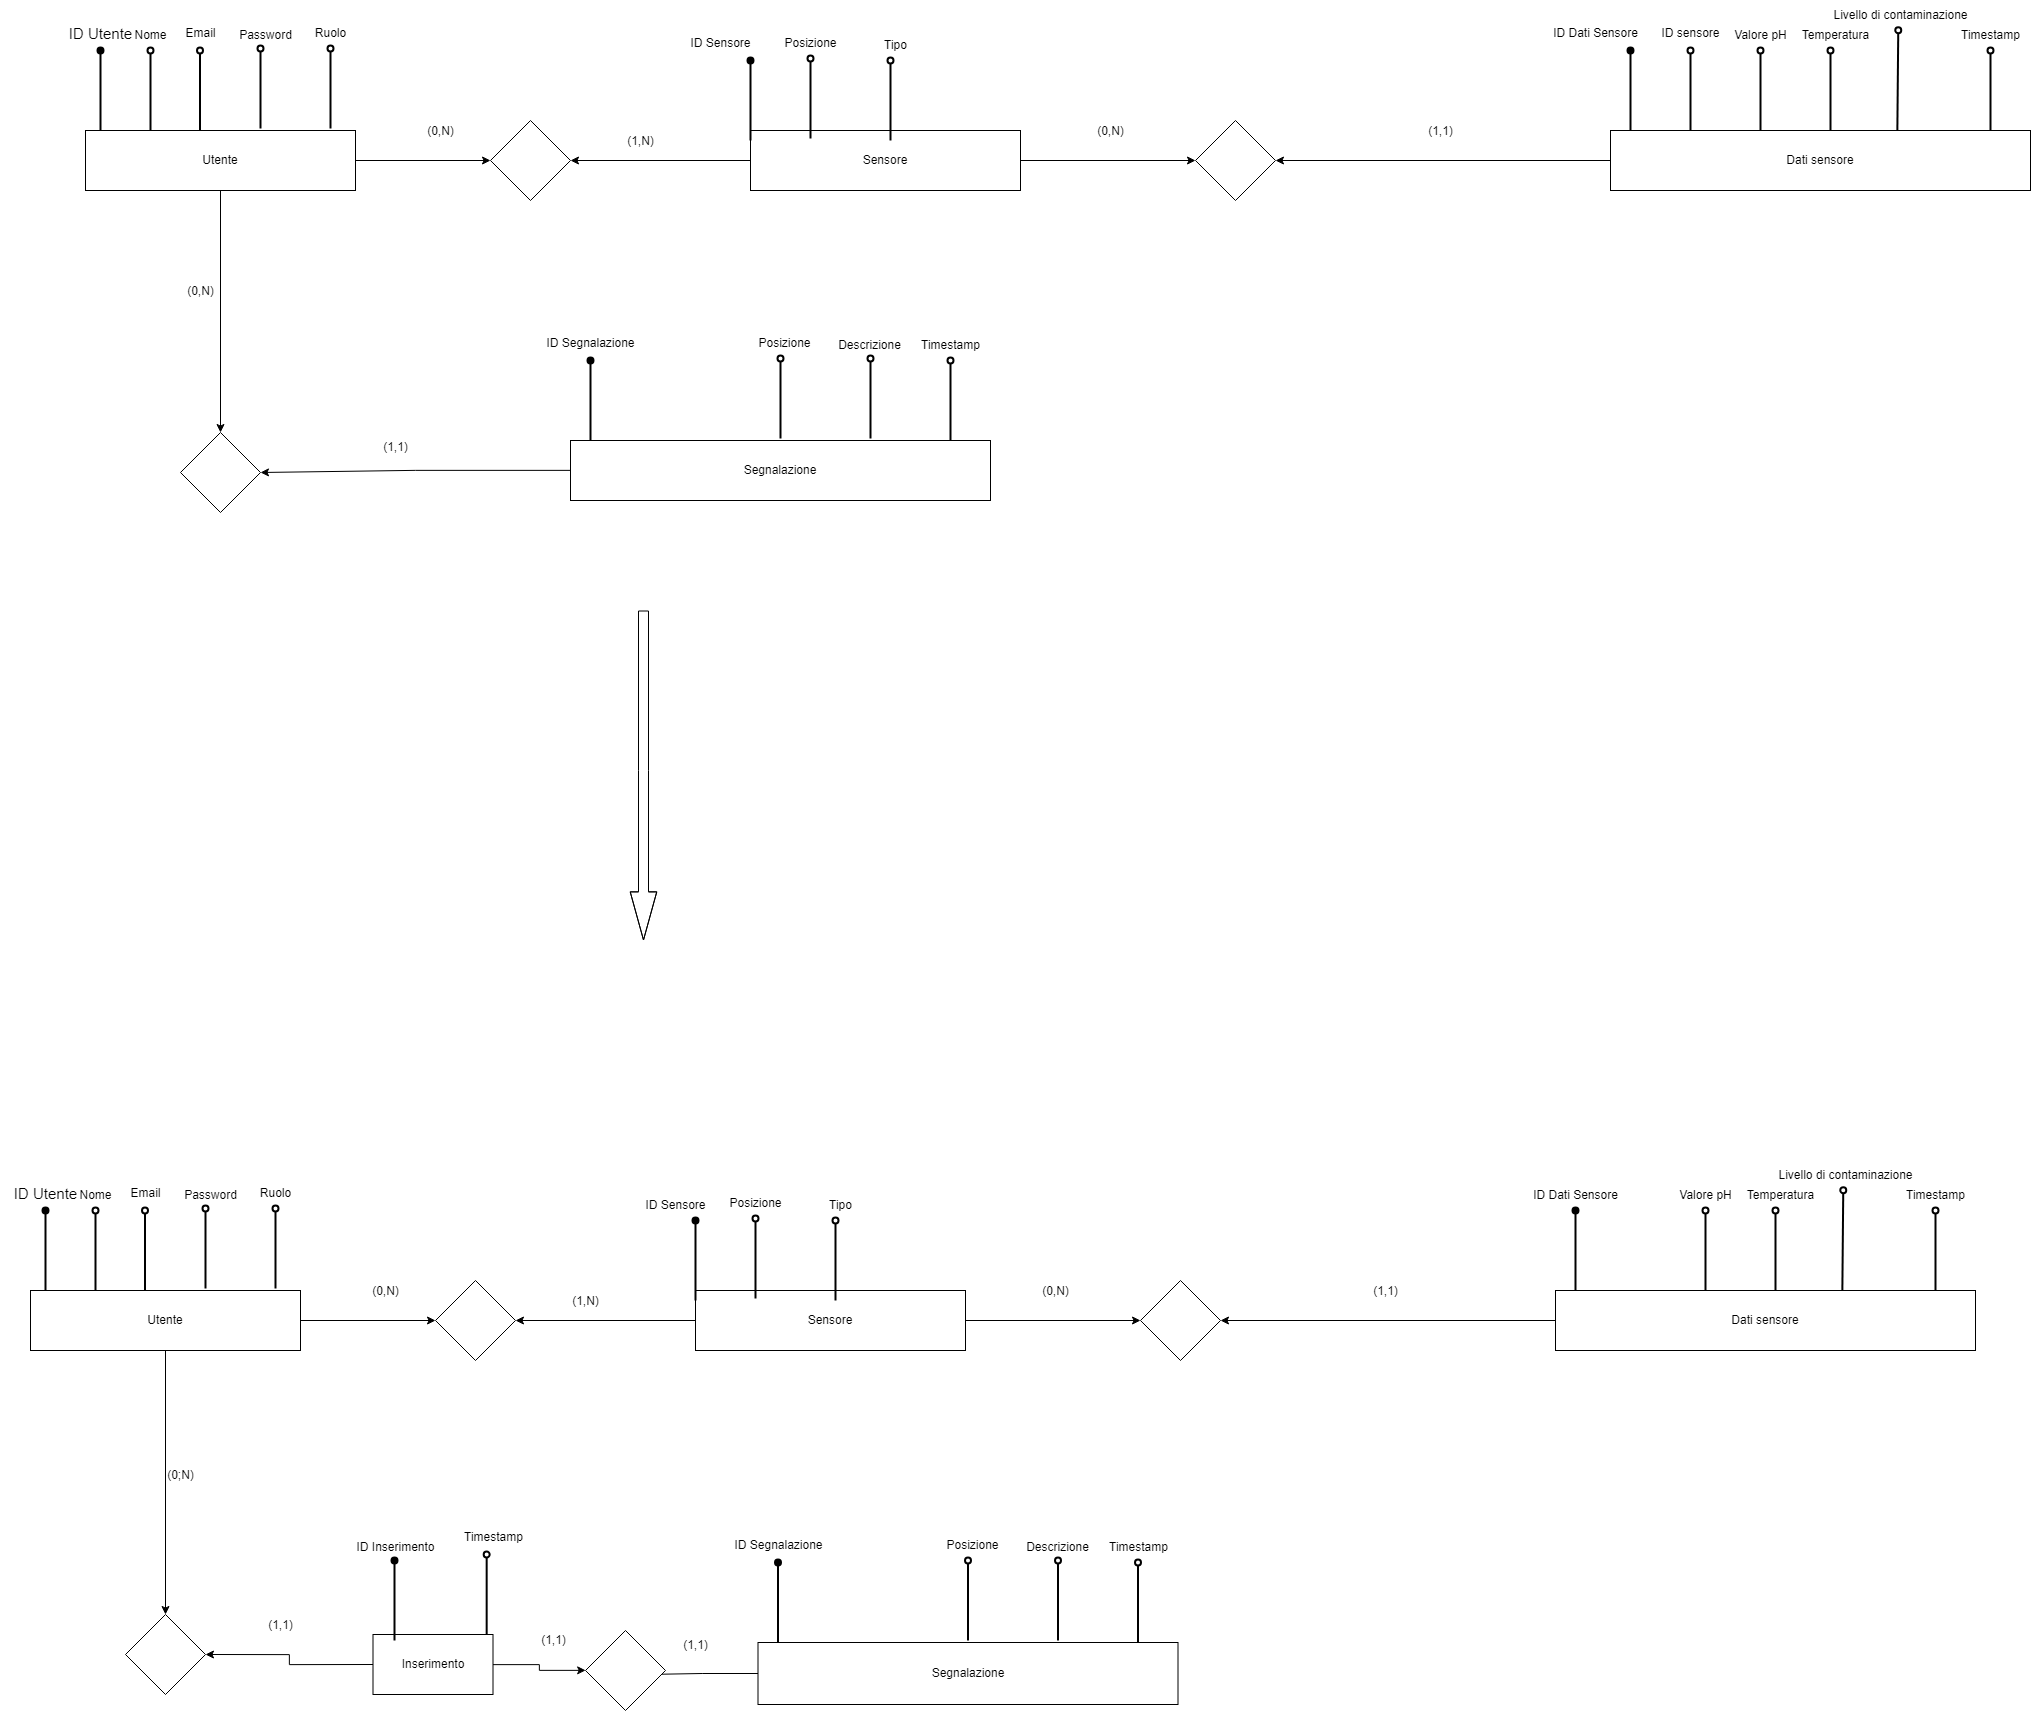 ID Utente Nome Email Password Ruolo
ID Sensore Posizione Tipo
Livello di contaminazione
ID Dati Sensore ID sensore Valore pH Temperatura Timestamp
(0,N) (1,N) (0,N) (1,1)
Utente Sensore Dati sensore
(0,N)
ID Segnalazione Posizione Descrizione Timestamp
(1,1)
Segnalazione
ID Utente Nome Email Password Ruolo
ID Sensore Posizione Tipo
Livello di contaminazione
ID Dati Sensore Valore pH Temperatura Timestamp
(0,N) (1,N) (0,N) (1,1)
Utente Sensore Dati sensore
(0;N)
ID Inserimento Timestamp
ID Segnalazione Posizione Descrizione Timestamp
(1,1) (1,1) (1,1)
Inserimento Segnalazione